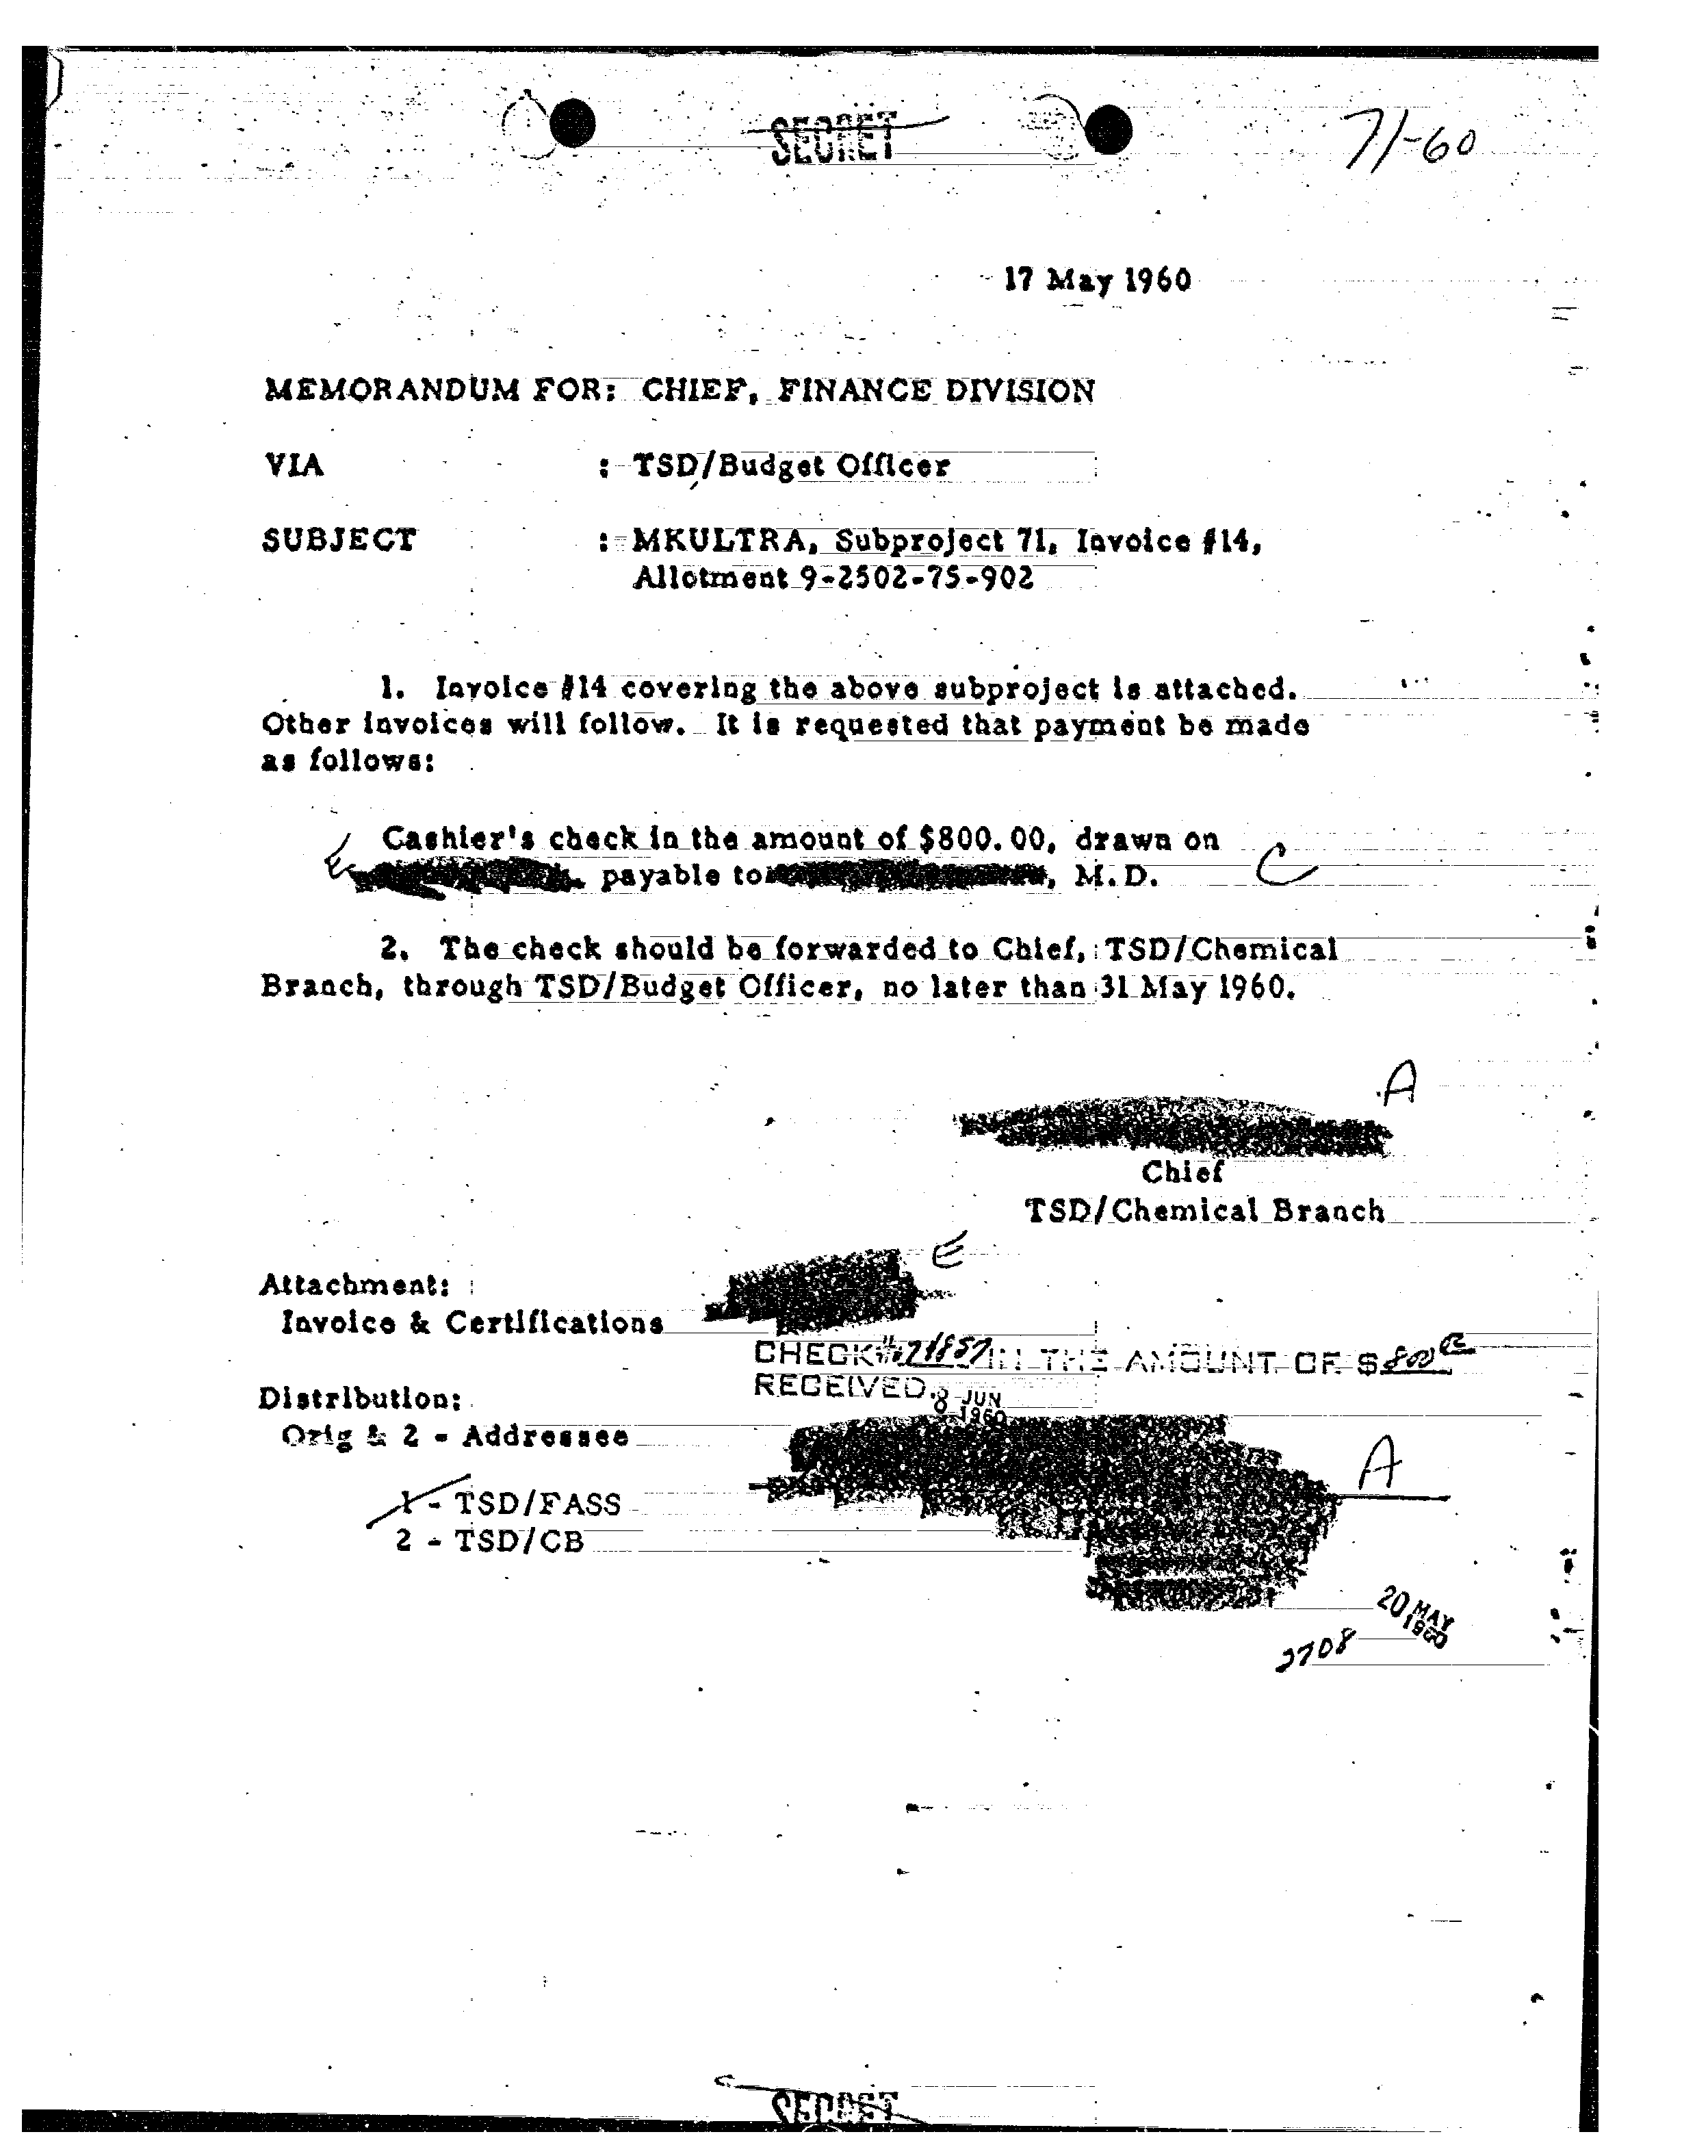 SECRET
71-60
17 May 1960
MEMORANDUM FOR: CHIEF, FINANCE DIVISION
VIA : TSD/Budget Officer
SUBJECT : MKULTRA, Subproject 71, Invoice #14,
Allotment 9-2502-75-902
1. Invoice #14 covering the above subproject is attached.
Other invoices will follow. It is requested that payment be made
as follows:
Cashier's check in the amount of $800.00, drawn on
E payable to , M.D. C
2. The check should be forwarded to Chief, TSD/Chemical
Branch, through TSD/Budget Officer, no later than 31 May 1960.
A
Chief
TSD/Chemical Branch
E
Attachment:
Invoice & Certifications
CHECK # IN THE AMOUNT OF $ 800
RECEIVED 8 JUN 1960
Distribution:
Orig & 2 - Addressee
A
1 - TSD/FASS
2 - TSD/CB
20 MAY 1960
2708
SECRET